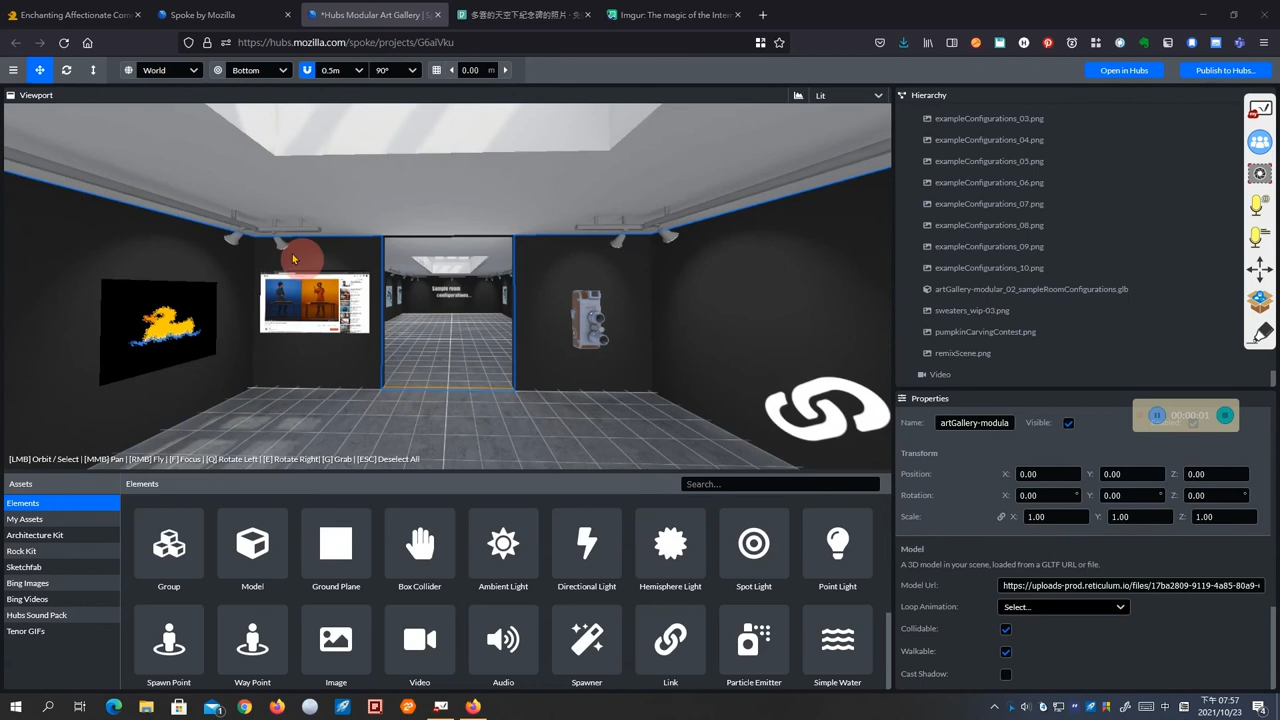 Enchanting Affectionate Com
Spoke by Mozilla
*Hubs Modular Art Gallery | S
多雲的天空下紀念碑的照片 · 免
Imgur: The magic of the Inter
https://hubs.mozilla.com/spoke/projects/G6aiVku
World
Bottom
0.5m
90°
0.00 m
Open in Hubs
Publish to Hubs...
Viewport
Lit
Hierarchy
exampleConfigurations_03.png
exampleConfigurations_04.png
exampleConfigurations_05.png
exampleConfigurations_06.png
exampleConfigurations_07.png
exampleConfigurations_08.png
exampleConfigurations_09.png
exampleConfigurations_10.png
artGallery-modular_02_sampleRoomConfigurations.glb
sweaters_wip-03.png
pumpkinCarvingContest.png
remixScene.png
Video
Sample room
configurations...
[LMB] Orbit / Select | [MMB] Pan | [RMB] Fly | [F] Focus | [Q] Rotate Left | [E] Rotate Right| [G] Grab | [ESC] Deselect All
Properties
00:00:01
Name:
artGallery-modula
Visible:
Transform
Position:
X: 0.00
Y: 0.00
Z: 0.00
Rotation:
X: 0.00 °
Y: 0.00 °
Z: 0.00 °
Scale:
X: 1.00
Y: 1.00
Z: 1.00
Model
A 3D model in your scene, loaded from a GLTF URL or file.
Model Url:
https://uploads-prod.reticulum.io/files/17ba2809-9119-4a85-80a9-
Loop Animation:
Select...
Collidable:
Walkable:
Cast Shadow:
Assets
Elements
My Assets
Architecture Kit
Rock Kit
Sketchfab
Bing Images
Bing Videos
Hubs Sound Pack
Tenor GIFs
Elements
Search...
Group
Model
Ground Plane
Box Collider
Ambient Light
Directional Light
Hemisphere Light
Spot Light
Point Light
Spawn Point
Way Point
Image
Video
Audio
Spawner
Link
Particle Emitter
Simple Water
中
下午 07:57
2021/10/23